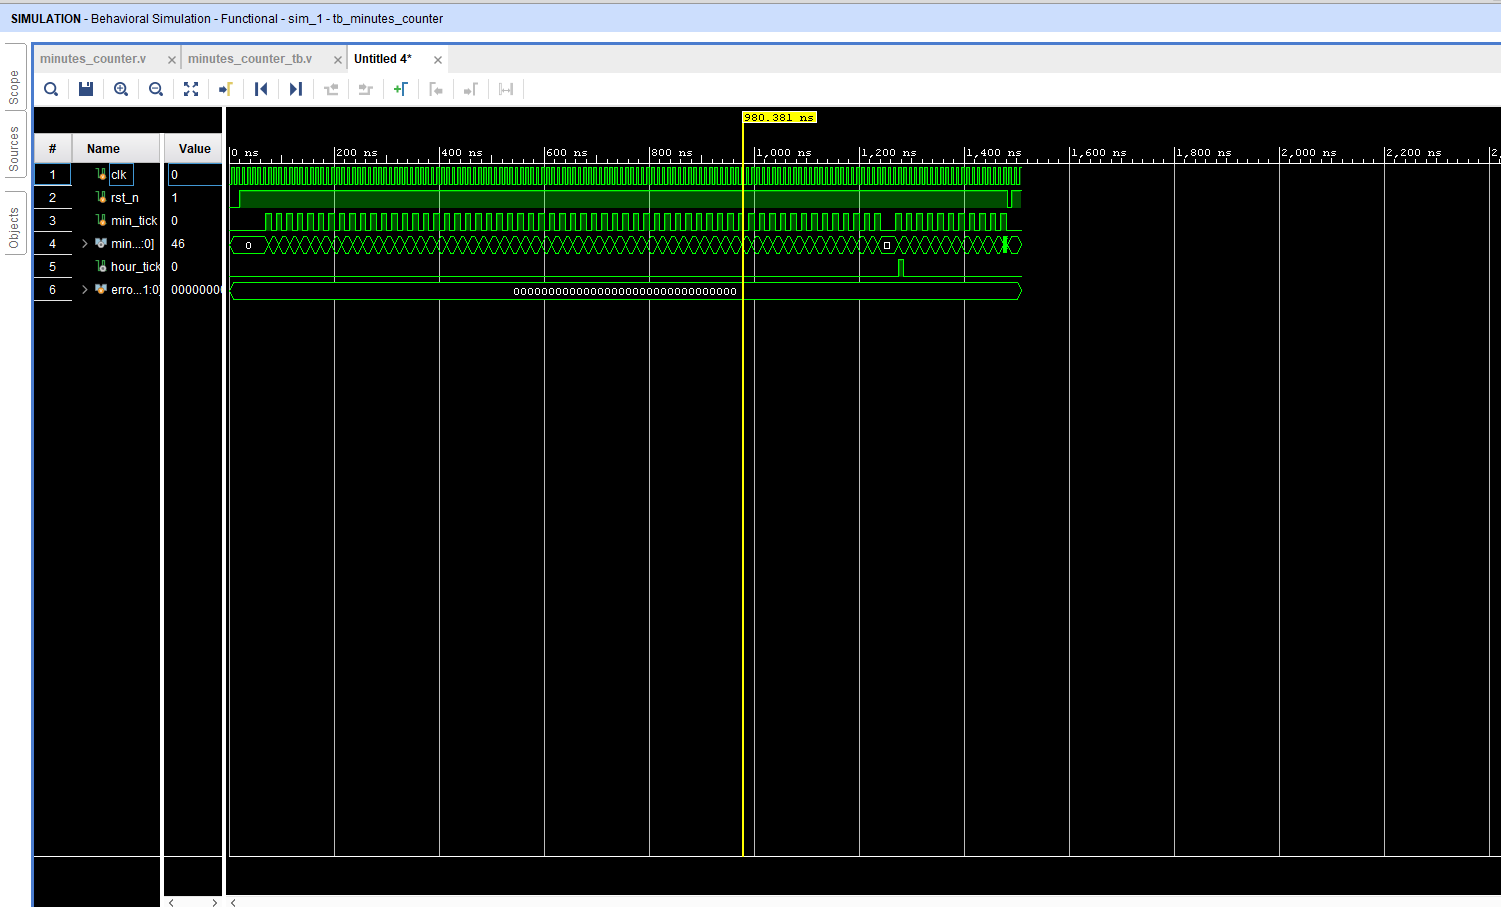 SIMULATION - Behavioral Simulation - Functional - sim_1 - tb_minutes_counter
Scope
Sources
Objects
minutes_counter.v
minutes_counter_tb.v
Untitled 4*
980.381 ns
# Name Value
0 ns 200 ns 400 ns 600 ns 800 ns 1,000 ns 1,200 ns 1,400 ns 1,600 ns 1,800 ns 2,000 ns 2,200 ns 2,
1 clk 0
2 rst_n 1
3 min_tick 0
4 min...:0] 46 0
5 hour_tick 0
6 erro...1:0] 00000000 00000000000000000000000000000000